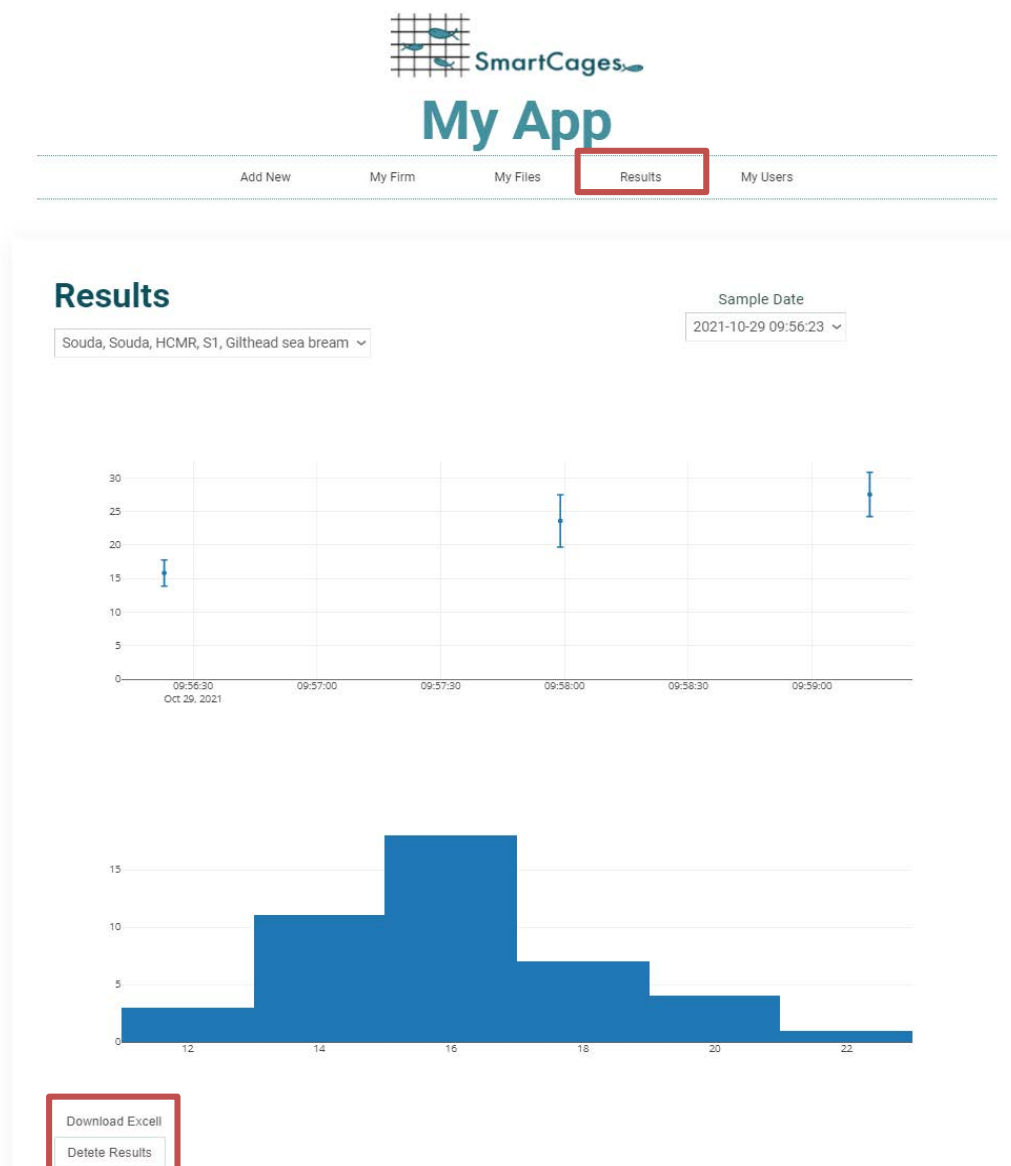 SmartCages
My App
Add New My Firm My Files Results My Users
Results
Sample Date
Souda, Souda, HCMR, S1, Gilthead sea bream
2021-10-29 09:56:23
30
25
20
15
10
5
0
09:56:30 09:57:00 09:57:30 09:58:00 09:58:30 09:59:00
Oct 29, 2021
15
10
5
0
12 14 16 18 20 22
Download Excell
Detete Results